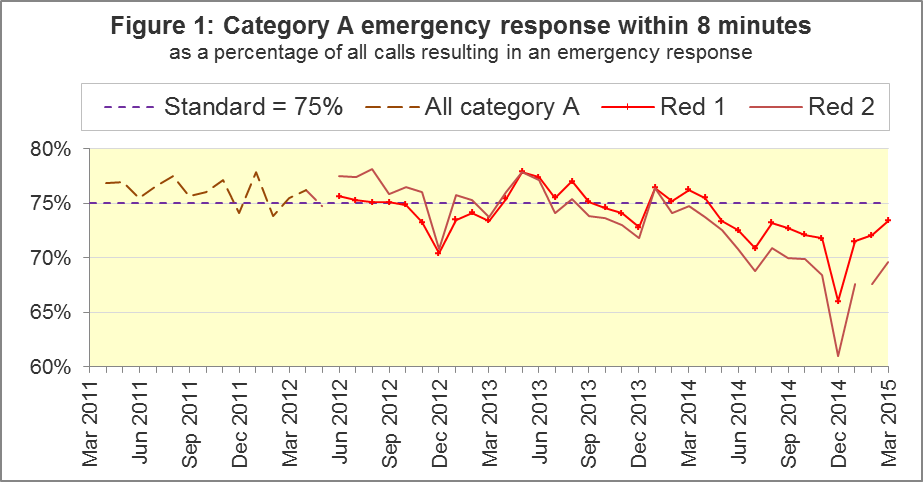 Figure 1: Category A emergency response within 8 minutes
as a percentage of all calls resulting in an emergency response
Standard = 75% All category A Red 1 Red 2
80%
75%
70%
65%
60%
Mar 2011
Jun 2011
Sep 2011
Dec 2011
Mar 2012
Jun 2012
Sep 2012
Dec 2012
Mar 2013
Jun 2013
Sep 2013
Dec 2013
Mar 2014
Jun 2014
Sep 2014
Dec 2014
Mar 2015